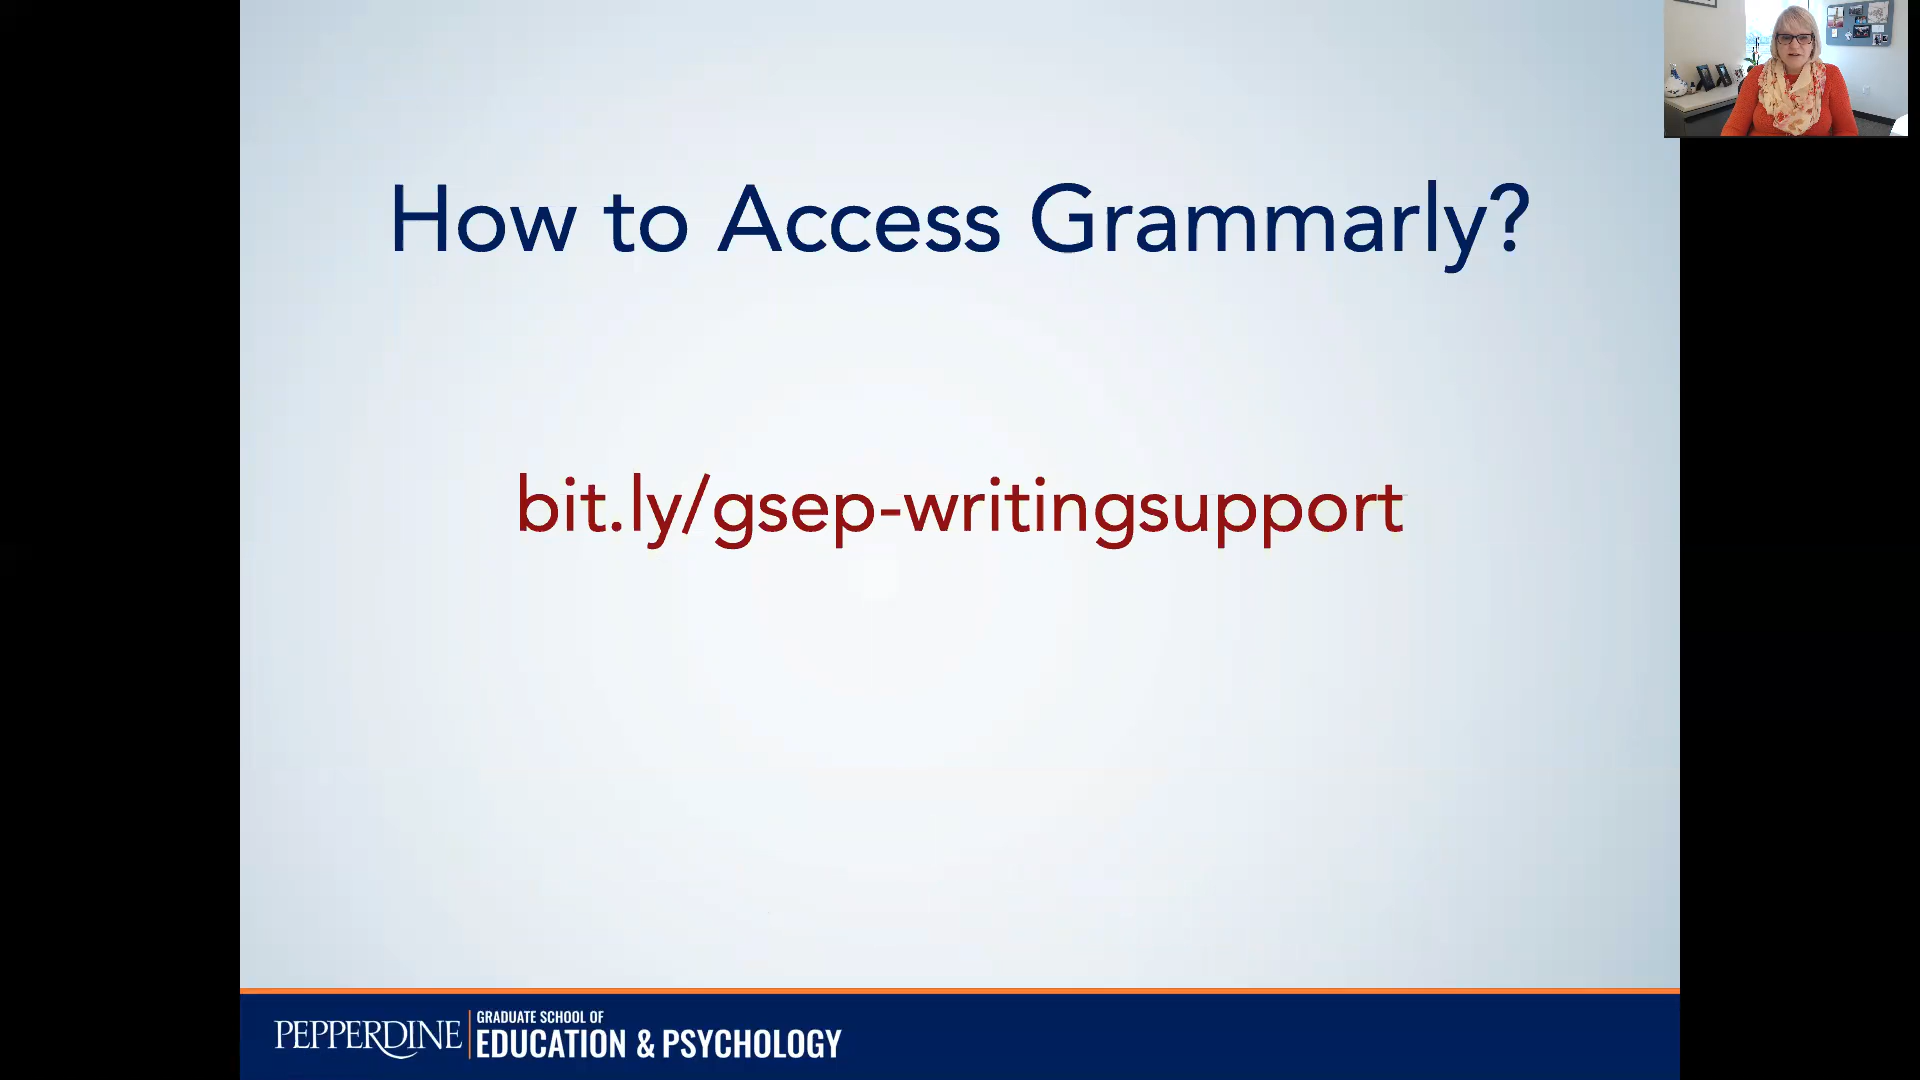 How to Access Grammarly?
bit.ly/gsep-writingsupport
PEPPERDINE
GRADUATE SCHOOL OF
EDUCATION & PSYCHOLOGY